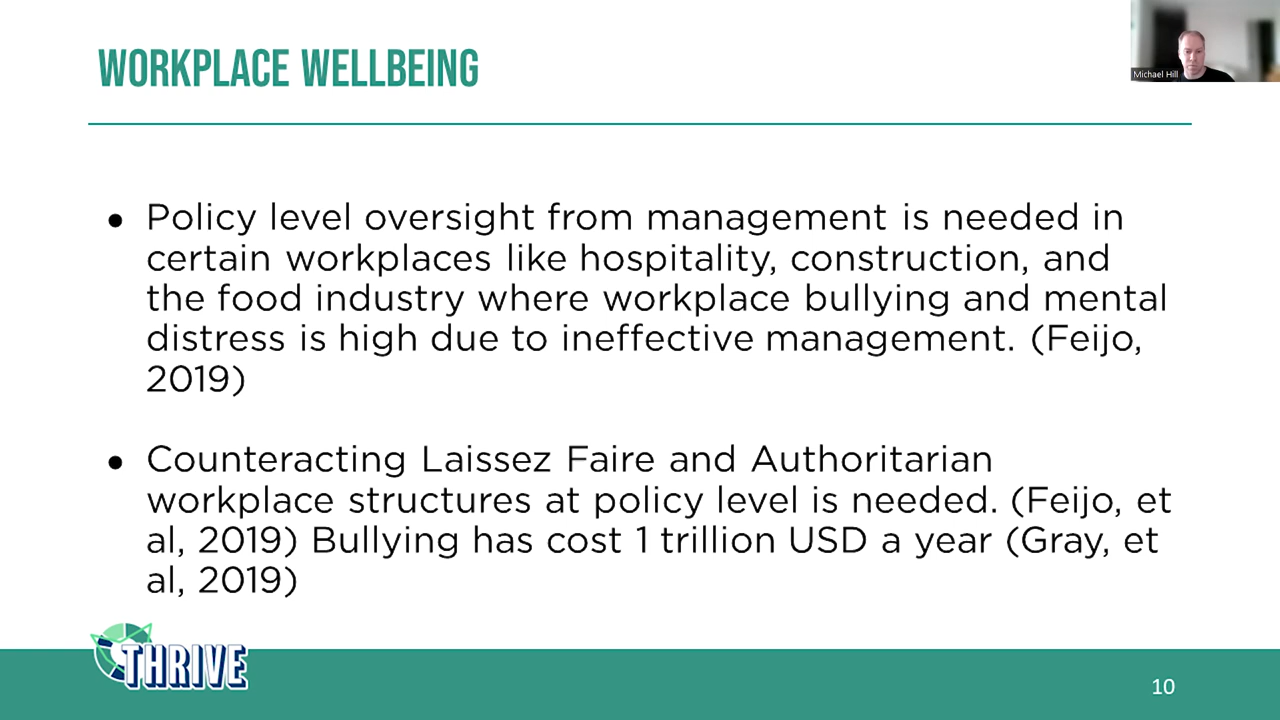 WORKPLACE WELLBEING
Michael Hill
● Policy level oversight from management is needed in
certain workplaces like hospitality, construction, and
the food industry where workplace bullying and mental
distress is high due to ineffective management. (Feijo,
2019)
● Counteracting Laissez Faire and Authoritarian
workplace structures at policy level is needed. (Feijo, et
al, 2019) Bullying has cost 1 trillion USD a year (Gray, et
al, 2019)
THRIVE
10